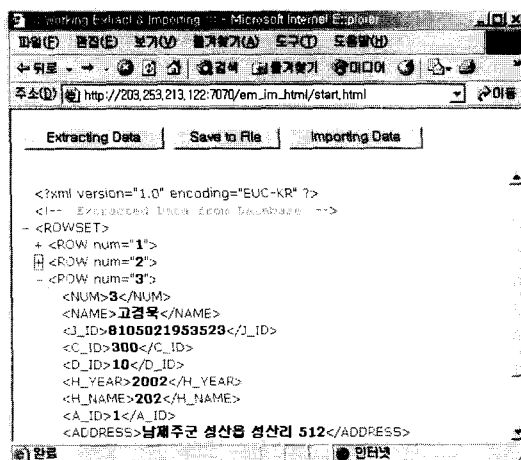 Working Extract & Importing ::: - Microsoft Internet Explorer
파일(F) 편집(E) 보기(V) 즐겨찾기(A) 도구(T) 도움말(H)
뒤로 검색 즐겨찾기 미디어
주소(D) http://203,253,213,122:7070/em_im_html/start,html 이동
Extracting Data Save to File Importing Data
<?xml version="1.0" encoding="EUC-KR" ?>
<!-- Extracted Data from Database -->
- <ROWSET>
+ <ROW num="1">
+ <ROW num="2">
- <ROW num="3">
<NUM>3</NUM>
<NAME>고경욱</NAME>
<J_ID>8105021953523</J_ID>
<C_ID>300</C_ID>
<D_ID>10</D_ID>
<H_YEAR>2002</H_YEAR>
<H_NAME>202</H_NAME>
<A_ID>1</A_ID>
<ADDRESS>남제주군 성산읍 성산리 512</ADDRESS>
완료 인터넷